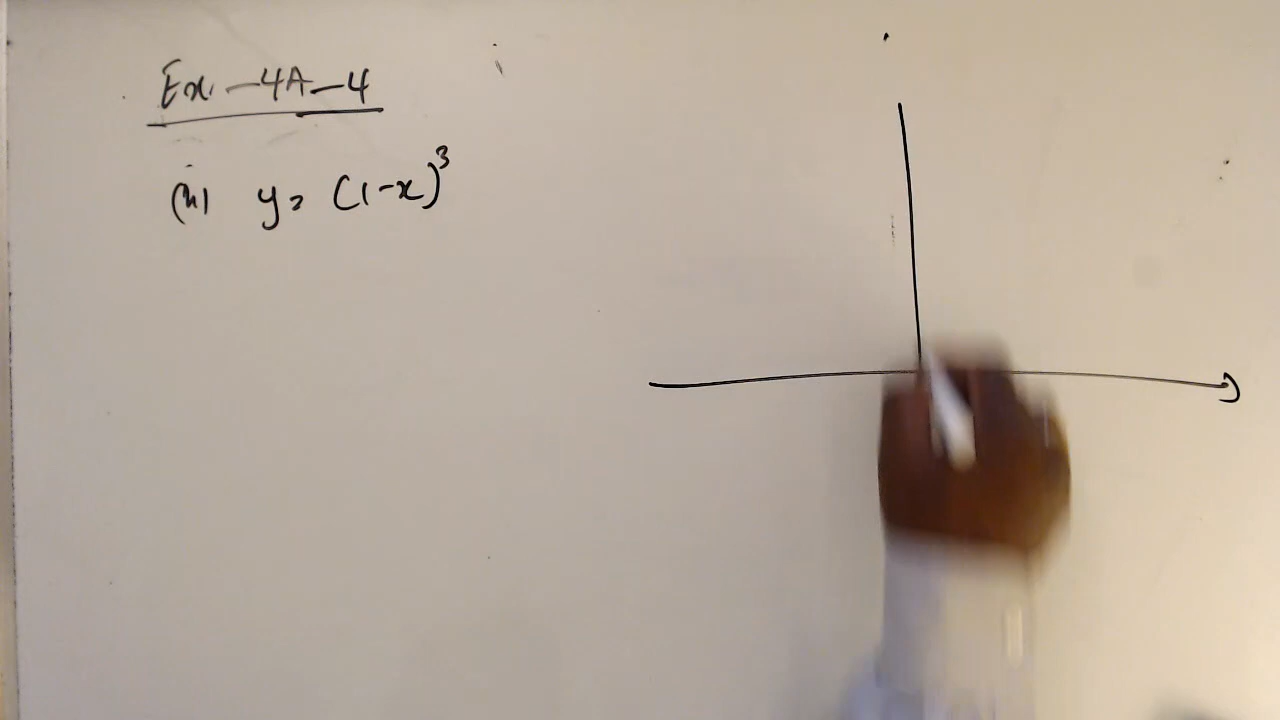 Ex. - 4A - 4
(h) y = (1-x)^3